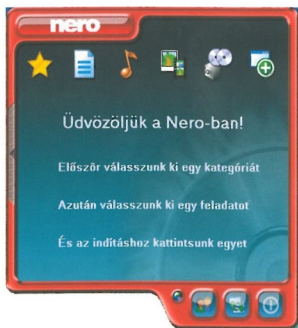 nero
Üdvözöljük a Nero-ban!
Először válasszunk ki egy kategóriát
Azután válasszunk ki egy feladatot
És az indításhoz kattintsunk egyet